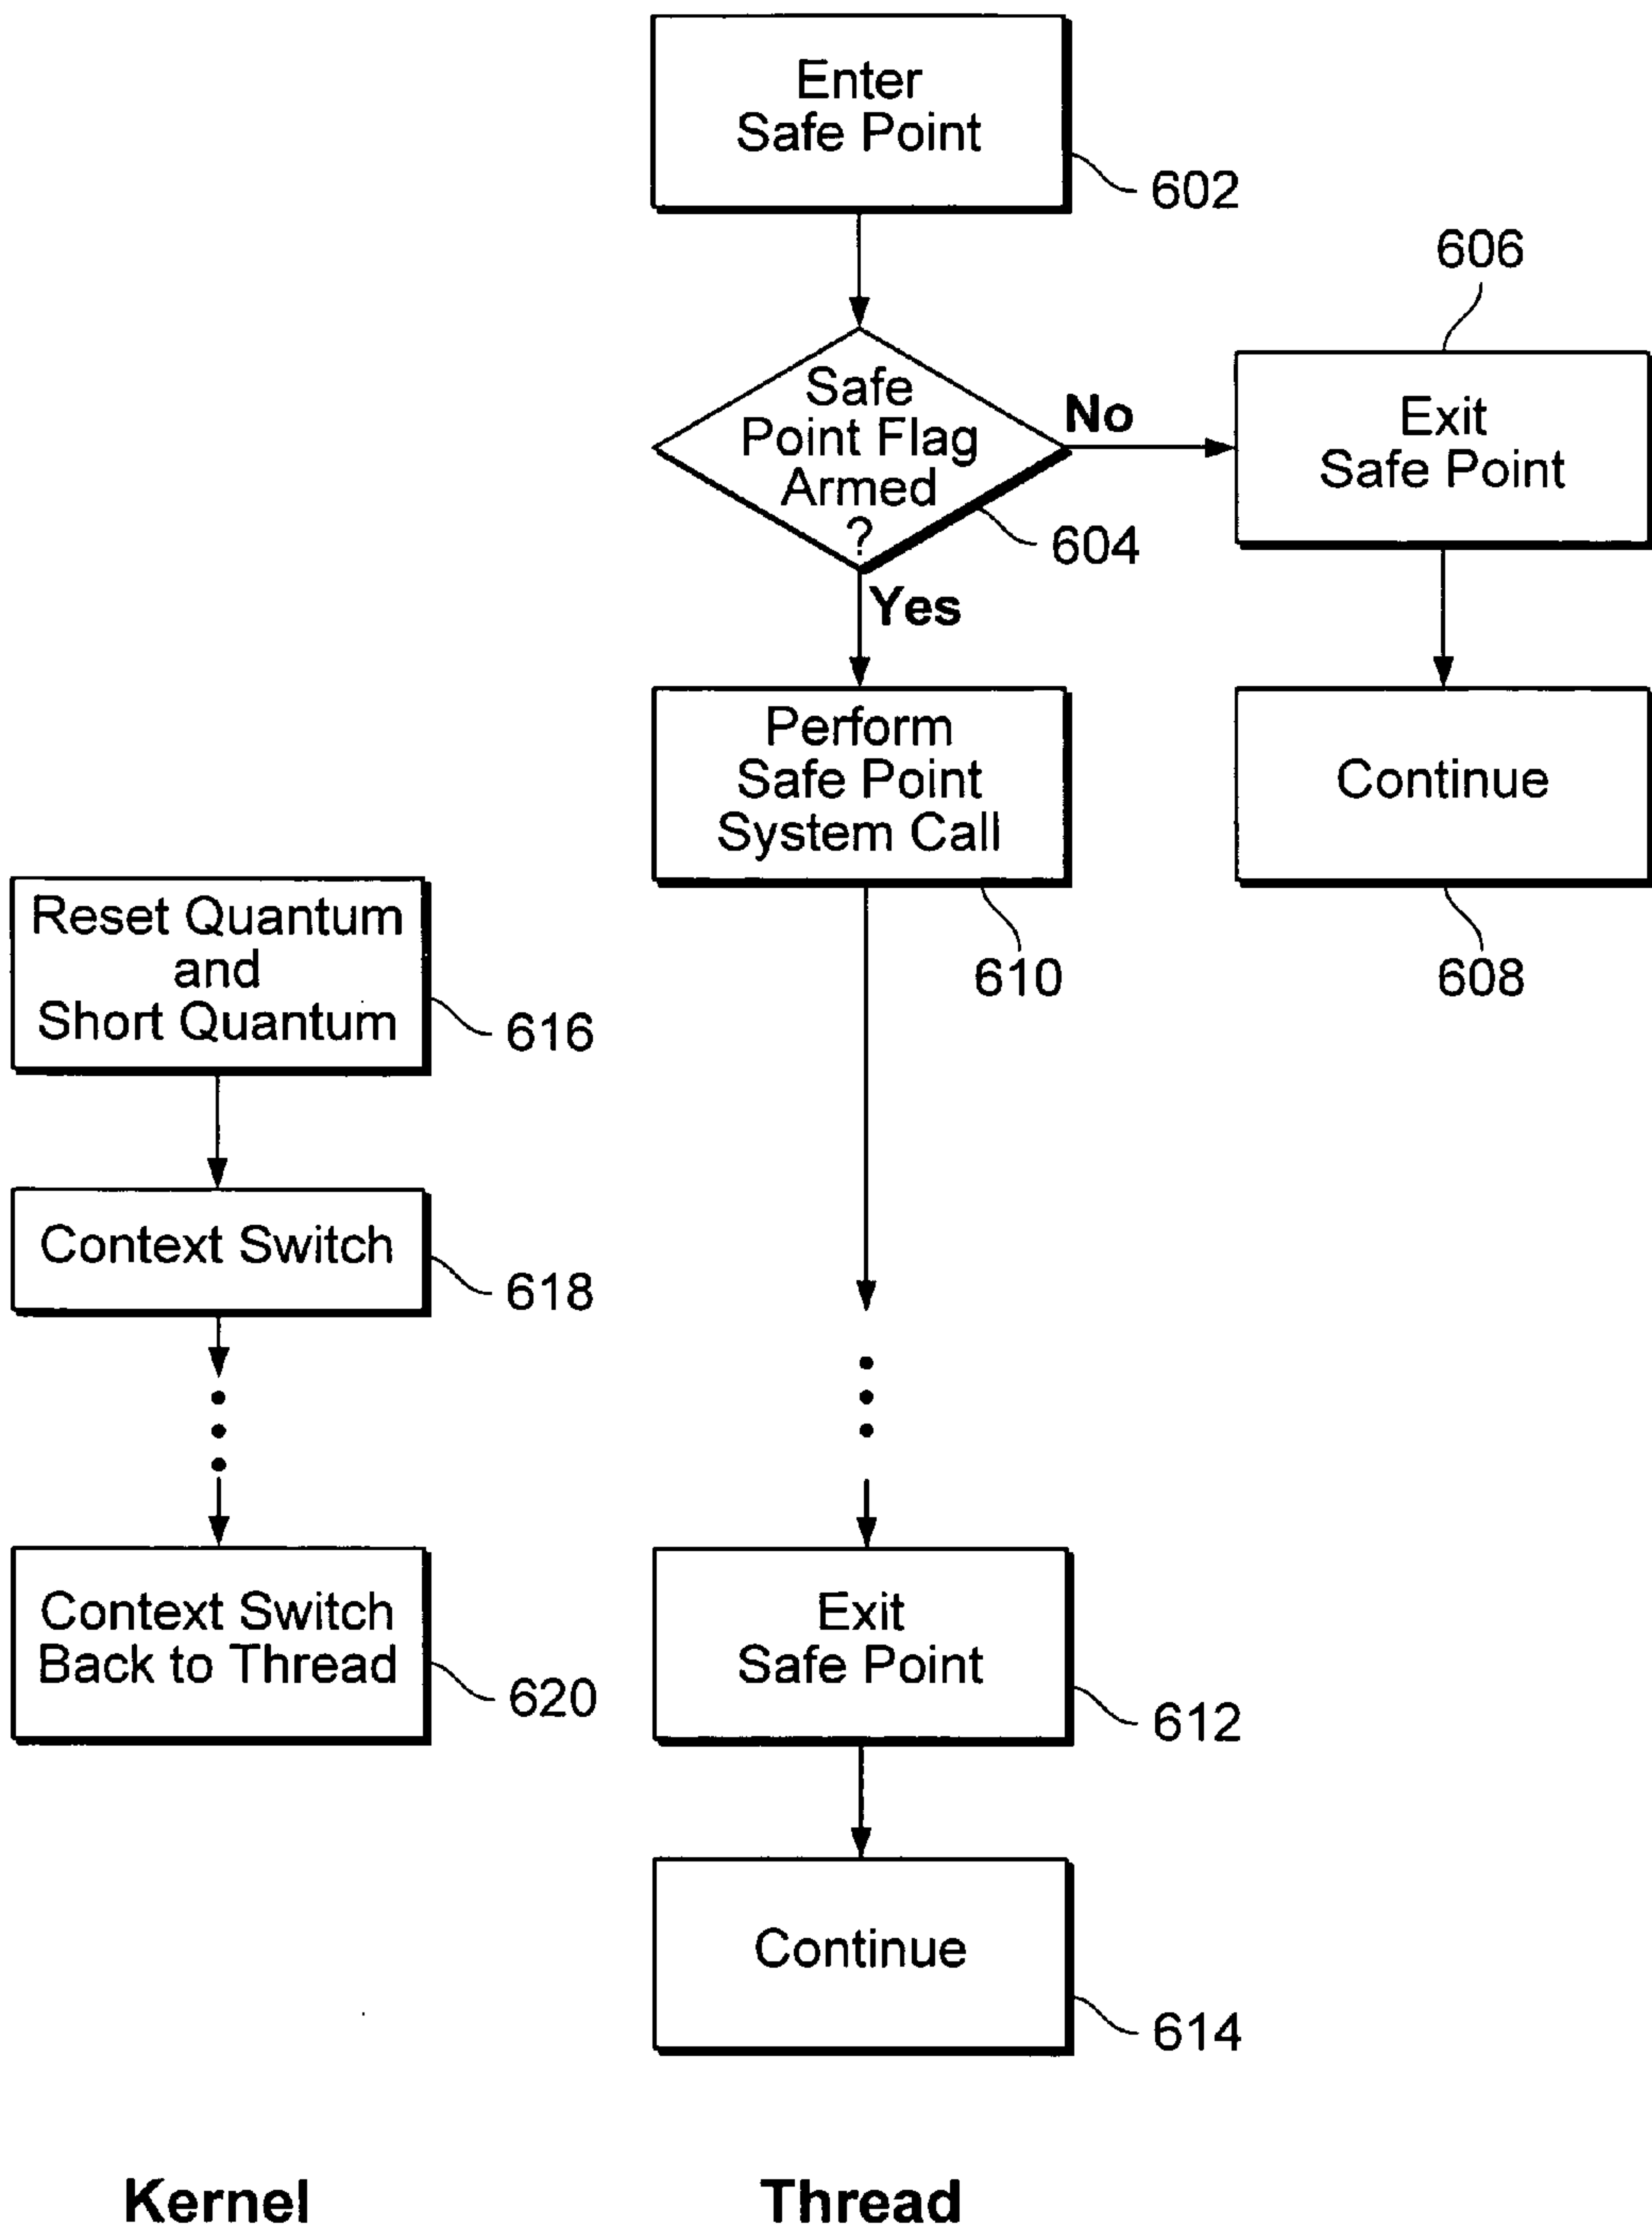 Enter
Safe Point
602
606
Safe
Point Flag
Armed
?
No
604
Exit
Safe Point
Yes
Perform
Safe Point
System Call
610
Continue
608
Reset Quantum
and
Short Quantum
616
Context Switch
618
Context Switch
Back to Thread
620
Exit
Safe Point
612
Continue
614
Kernel
Thread